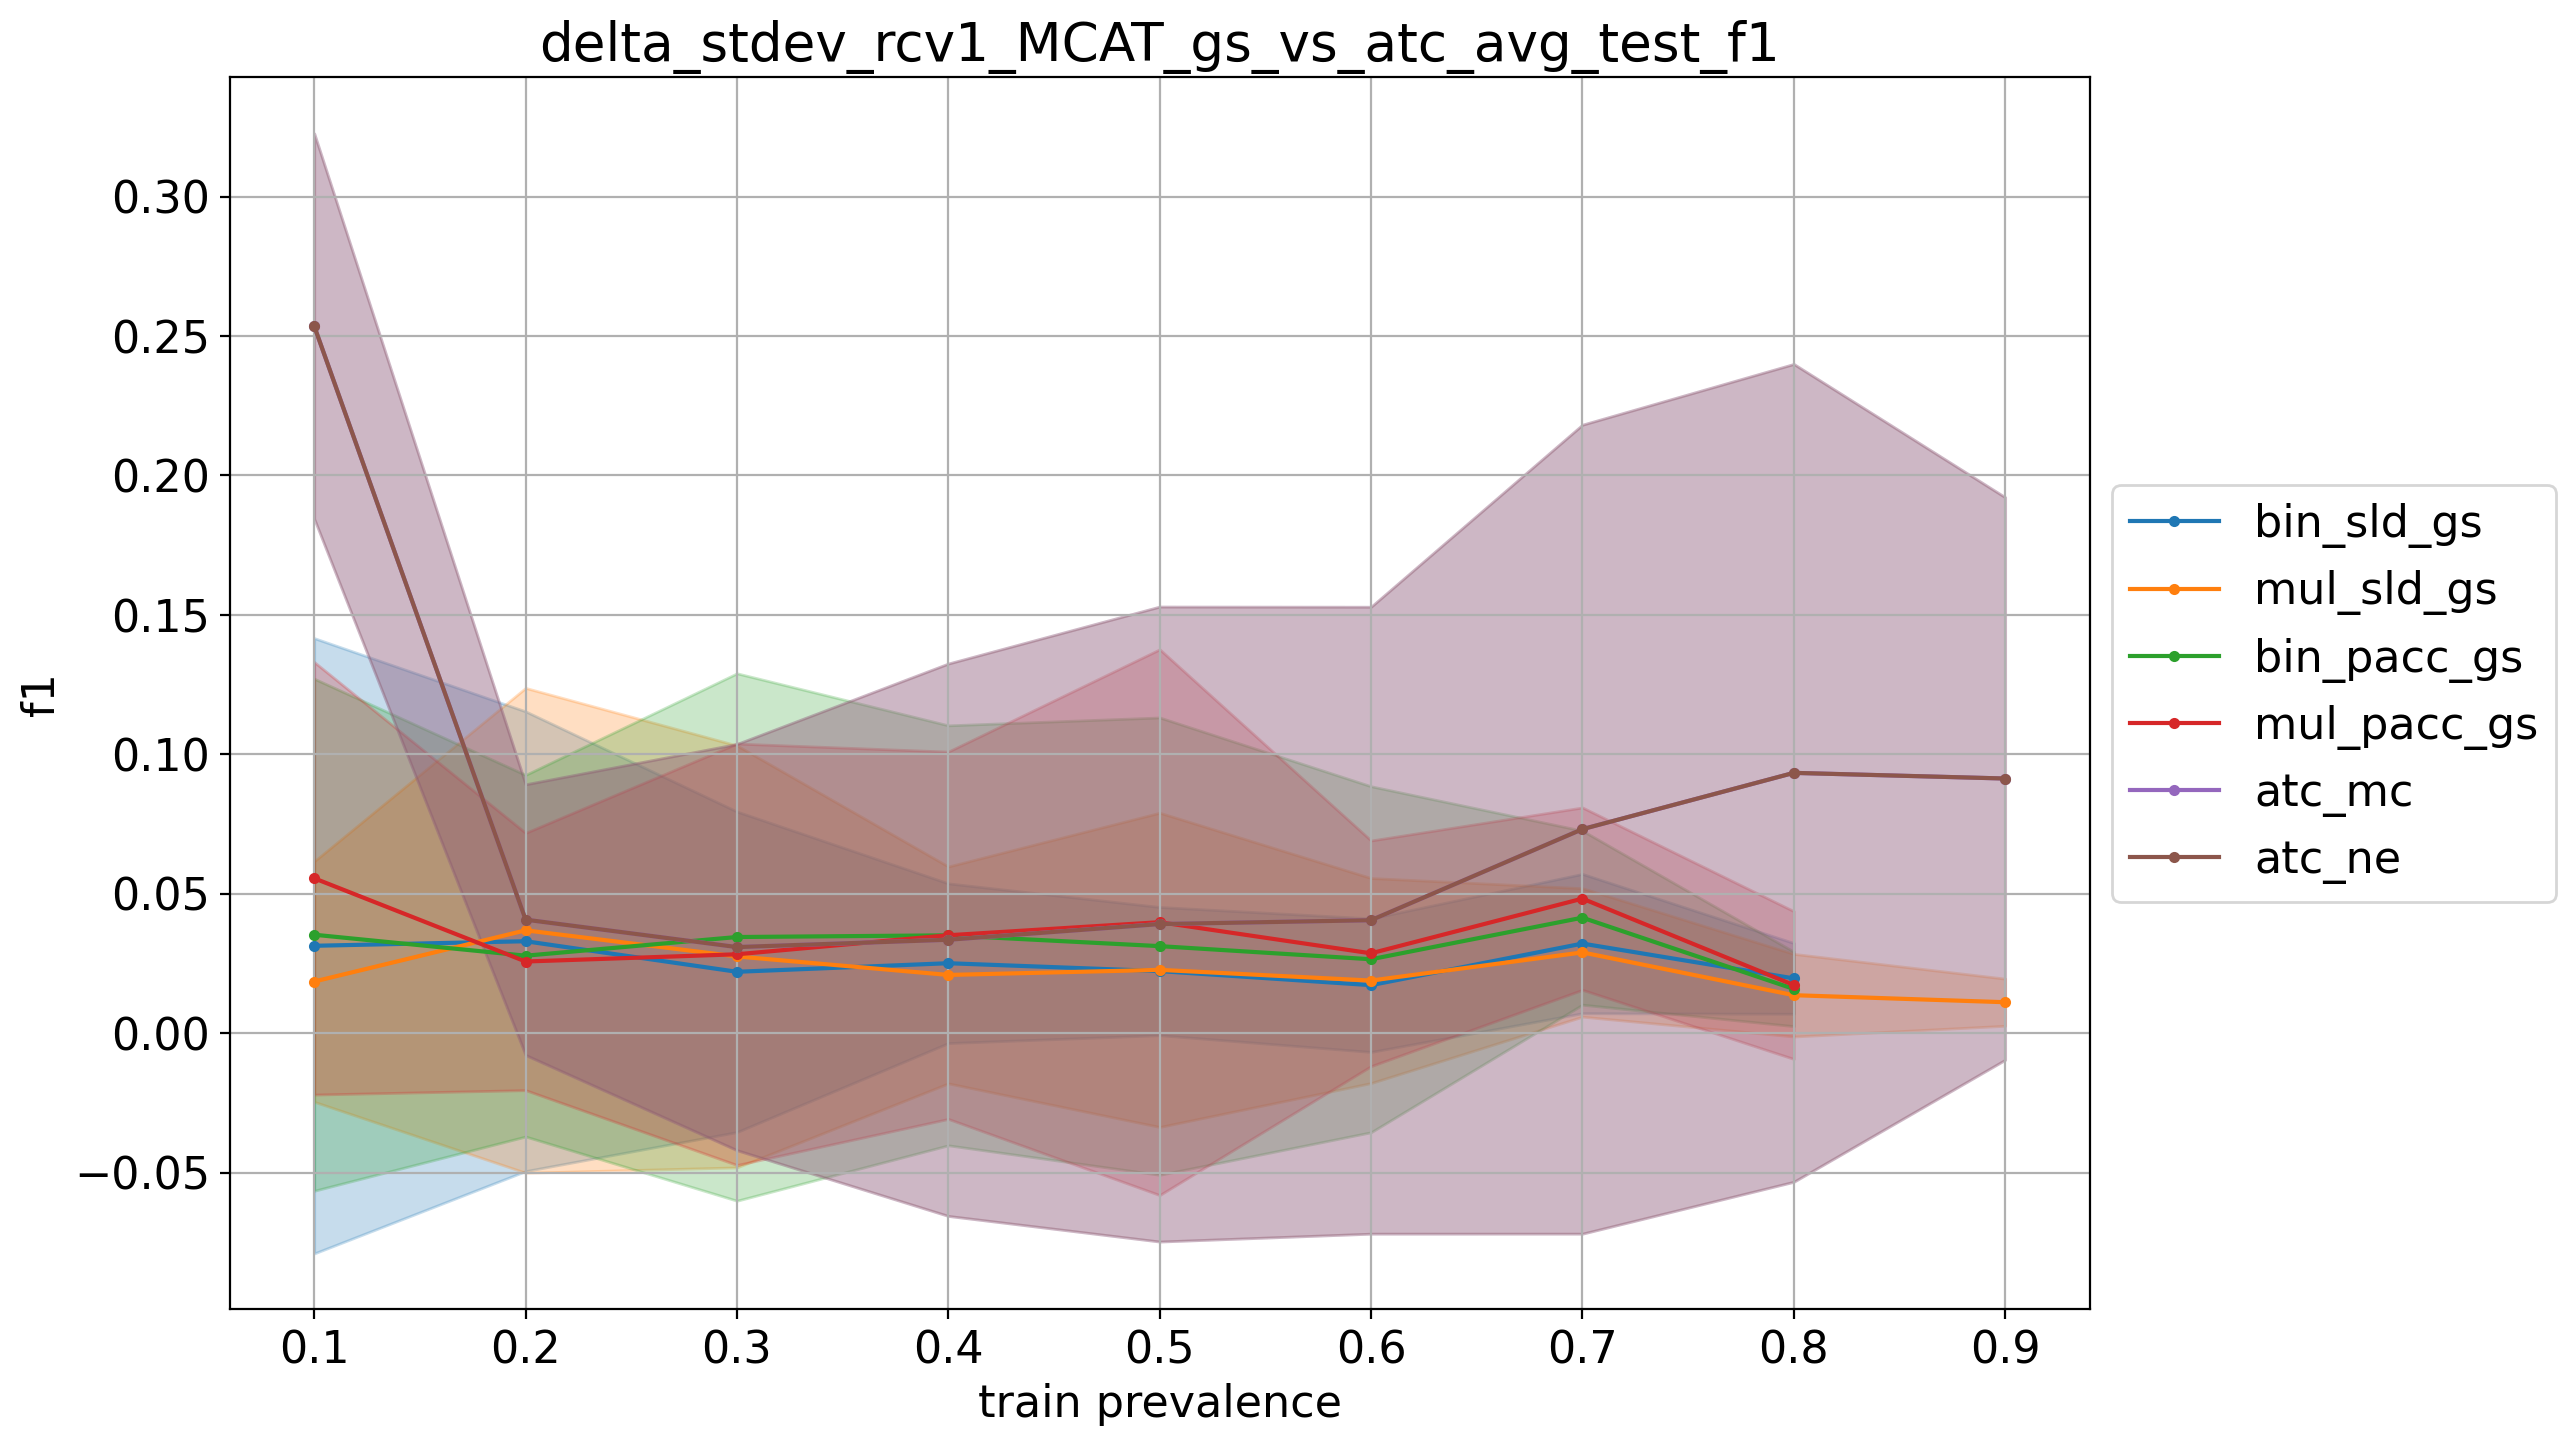 delta_stdev_rcv1_MCAT_gs_vs_atc_avg_test_f1
f1
0.30
0.25
0.20
0.15
0.10
0.05
0.00
−0.05
0.1 0.2 0.3 0.4 0.5 0.6 0.7 0.8 0.9
train prevalence
bin_sld_gs
mul_sld_gs
bin_pacc_gs
mul_pacc_gs
atc_mc
atc_ne